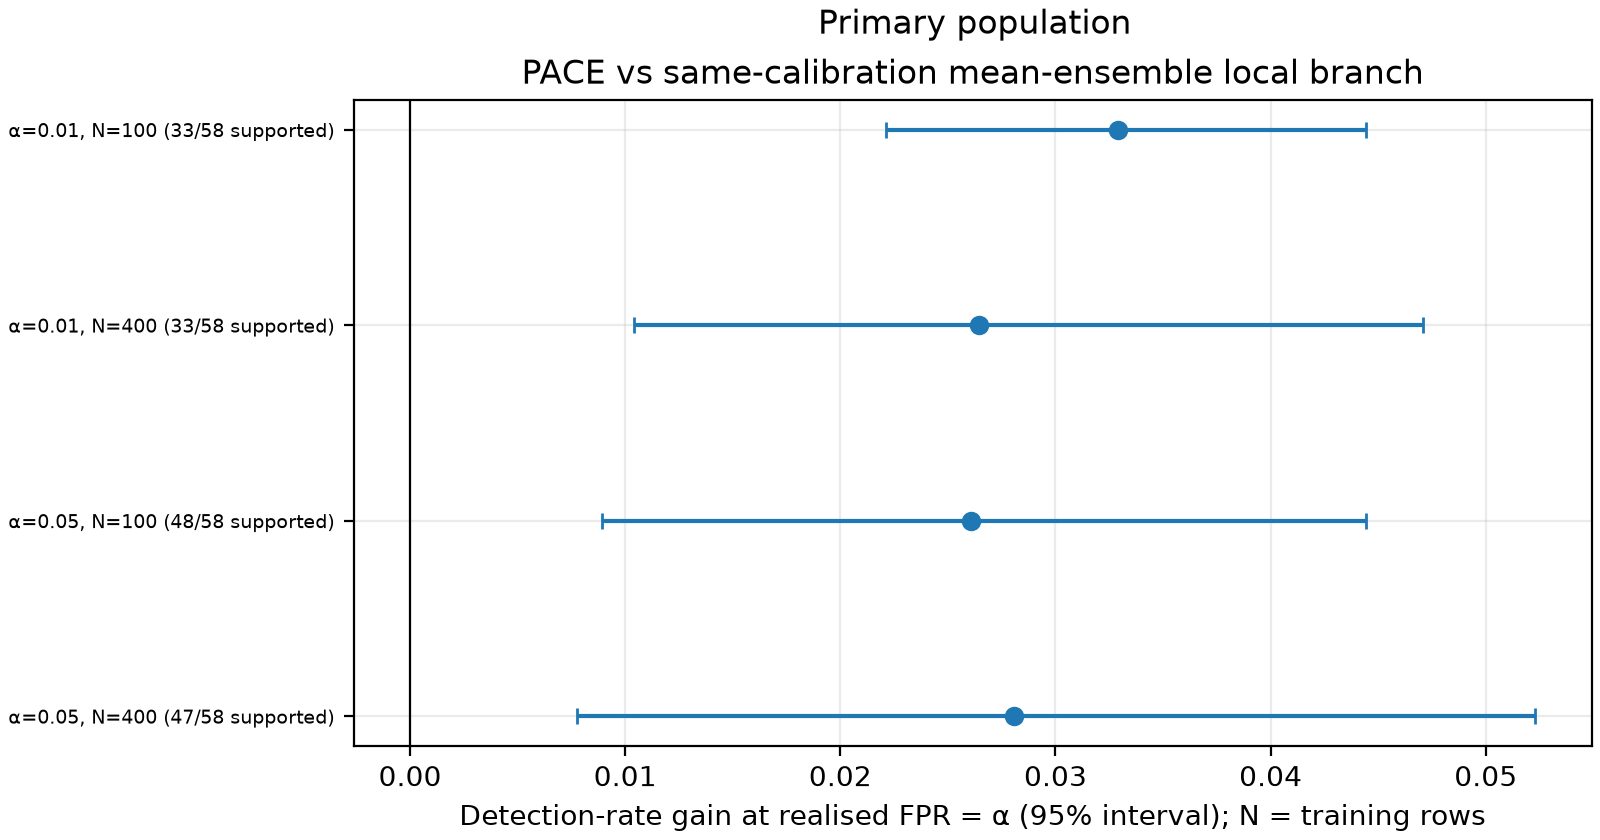 Primary population
PACE vs same-calibration mean-ensemble local branch
α=0.01, N=100 (33/58 supported)
α=0.01, N=400 (33/58 supported)
α=0.05, N=100 (48/58 supported)
α=0.05, N=400 (47/58 supported)
0.00 0.01 0.02 0.03 0.04 0.05
Detection-rate gain at realised FPR = α (95% interval); N = training rows